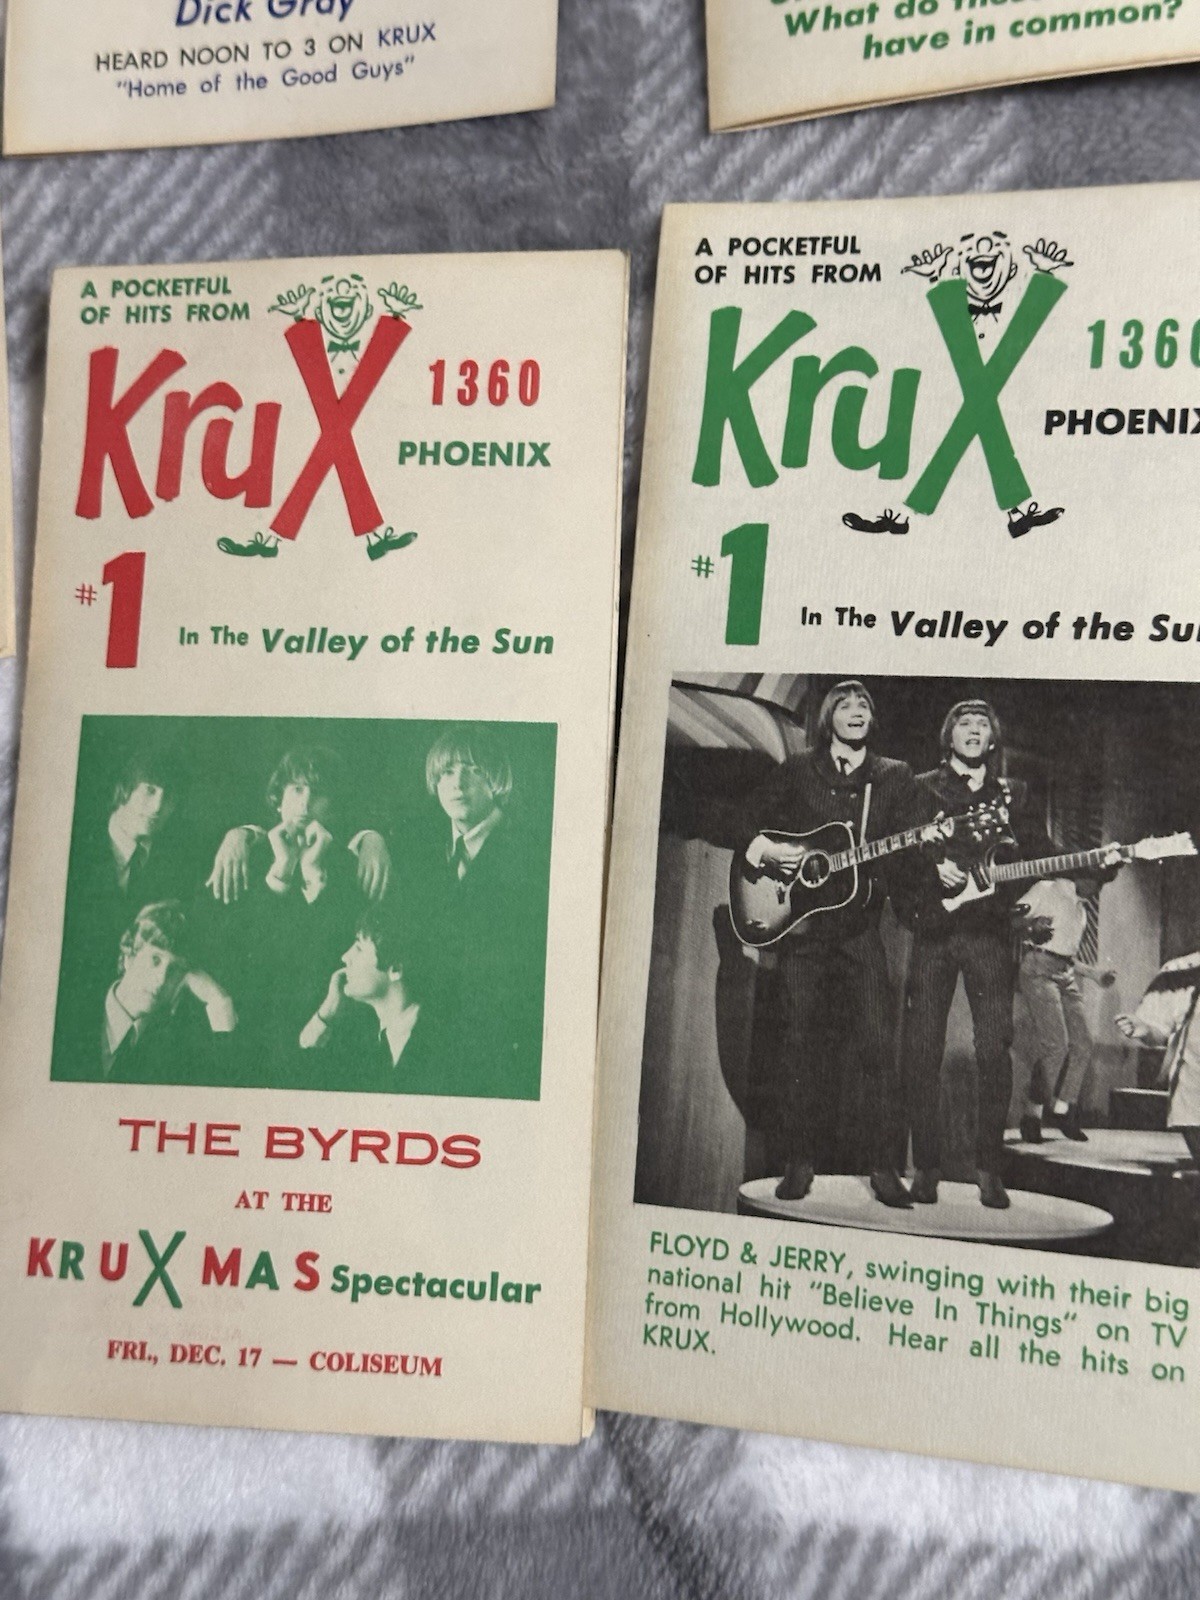 Dick Gray
HEARD NOON TO 3 ON KRUX
"Home of the Good Guys"
What do
have in common?
A POCKETFUL
OF HITS FROM
KruX
1360
PHOENIX
#1
In The Valley of the Sun
THE BYRDS
AT THE
KRUXMAS Spectacular
FRI., DEC. 17 — COLISEUM
A POCKETFUL
OF HITS FROM
KruX
136
PHOENIX
#1
In The Valley of the Su
FLOYD & JERRY, swinging with their big
national hit "Believe In Things" on TV
from Hollywood. Hear all the hits on
KRUX.